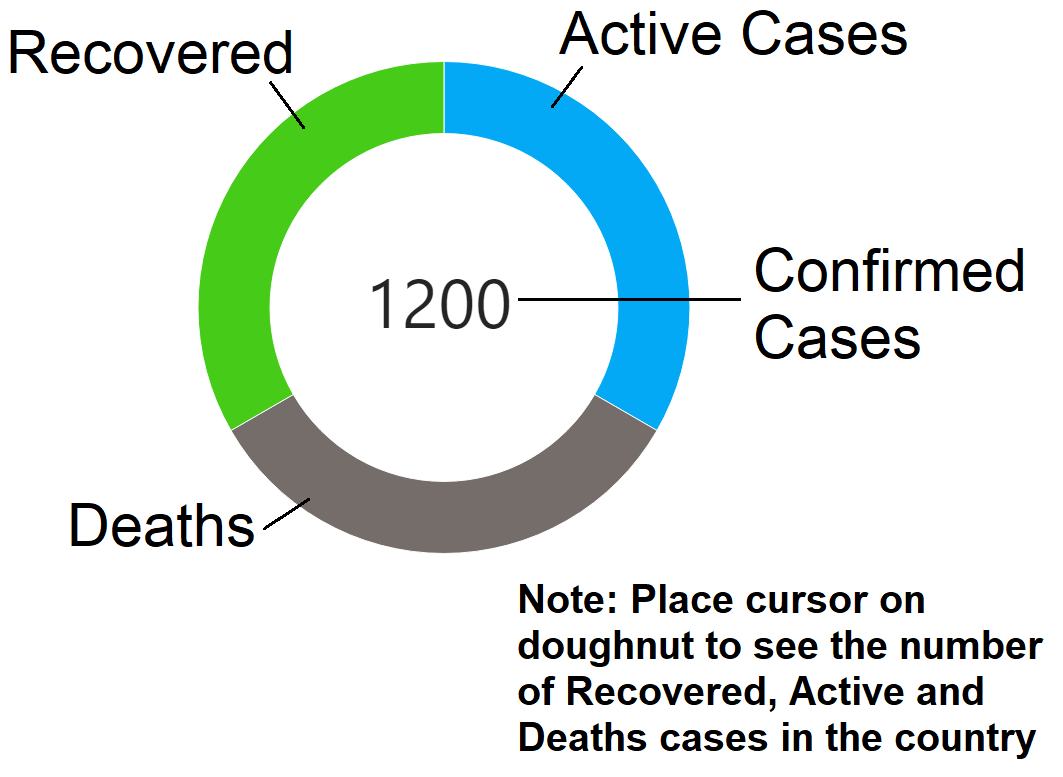 Recovered
Active Cases
1200
Confirmed
Cases
Deaths
Note: Place cursor on
doughnut to see the number
of Recovered, Active and
Deaths cases in the country